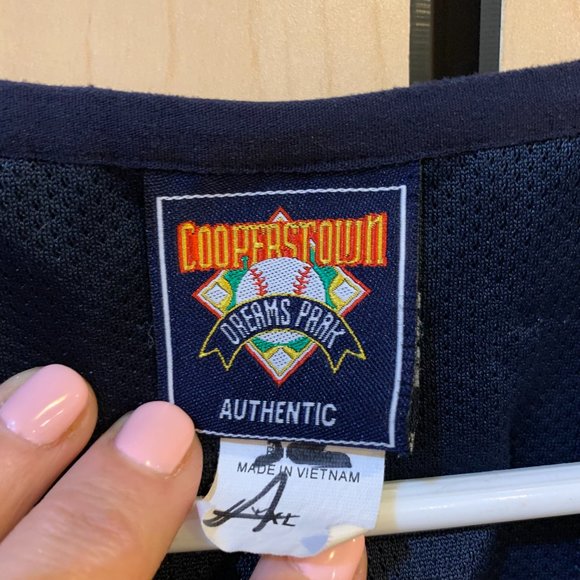 COOPERSTOWN
DREAMS PARK
AUTHENTIC
MADE IN VIETNAM
A